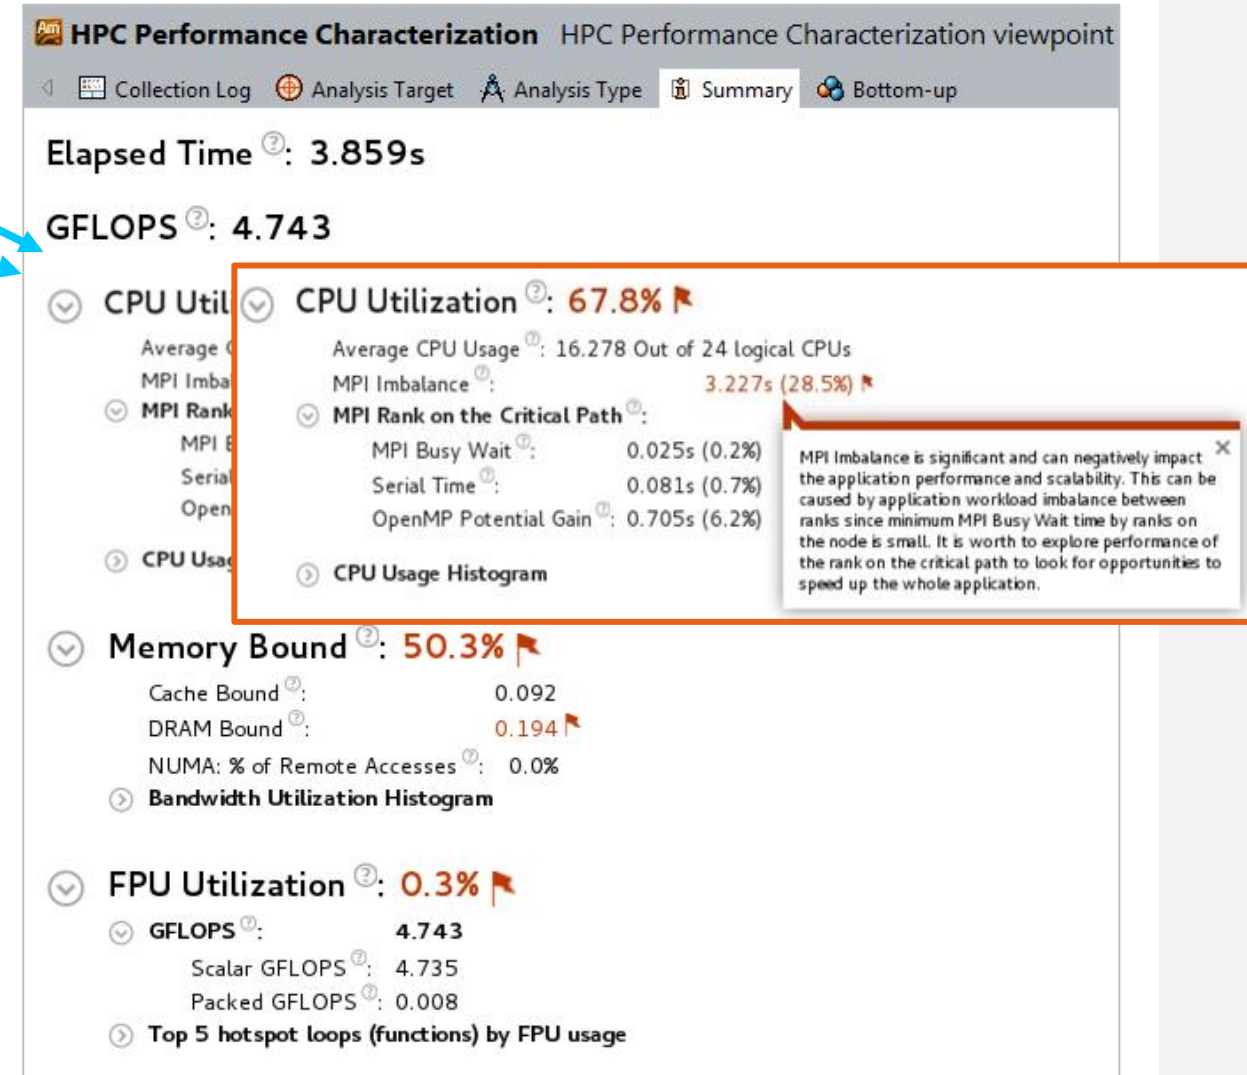 Am HPC Performance Characterization HPC Performance Characterization viewpoint
Collection Log Analysis Target Analysis Type Summary Bottom-up
Elapsed Time ?: 3.859s
GFLOPS ?: 4.743
CPU Util
Average
MPI Imba
MPI Rank
MPI
Serial
Open
CPU Usag
CPU Utilization ?: 67.8%
Average CPU Usage ?: 16.278 Out of 24 logical CPUs
MPI Imbalance ?: 3.227s (28.5%)
MPI Rank on the Critical Path ?:
MPI Busy Wait ?: 0.025s (0.2%)
Serial Time ?: 0.081s (0.7%)
OpenMP Potential Gain ?: 0.705s (6.2%)
CPU Usage Histogram
MPI Imbalance is significant and can negatively impact
the application performance and scalability. This can be
caused by application workload imbalance between
ranks since minimum MPI Busy Wait time by ranks on
the node is small. It is worth to explore performance of
the rank on the critical path to look for opportunities to
speed up the whole application.
Memory Bound ?: 50.3%
Cache Bound ?: 0.092
DRAM Bound ?: 0.194
NUMA: % of Remote Accesses ?: 0.0%
Bandwidth Utilization Histogram
FPU Utilization ?: 0.3%
GFLOPS ?: 4.743
Scalar GFLOPS ?: 4.735
Packed GFLOPS ?: 0.008
Top 5 hotspot loops (functions) by FPU usage